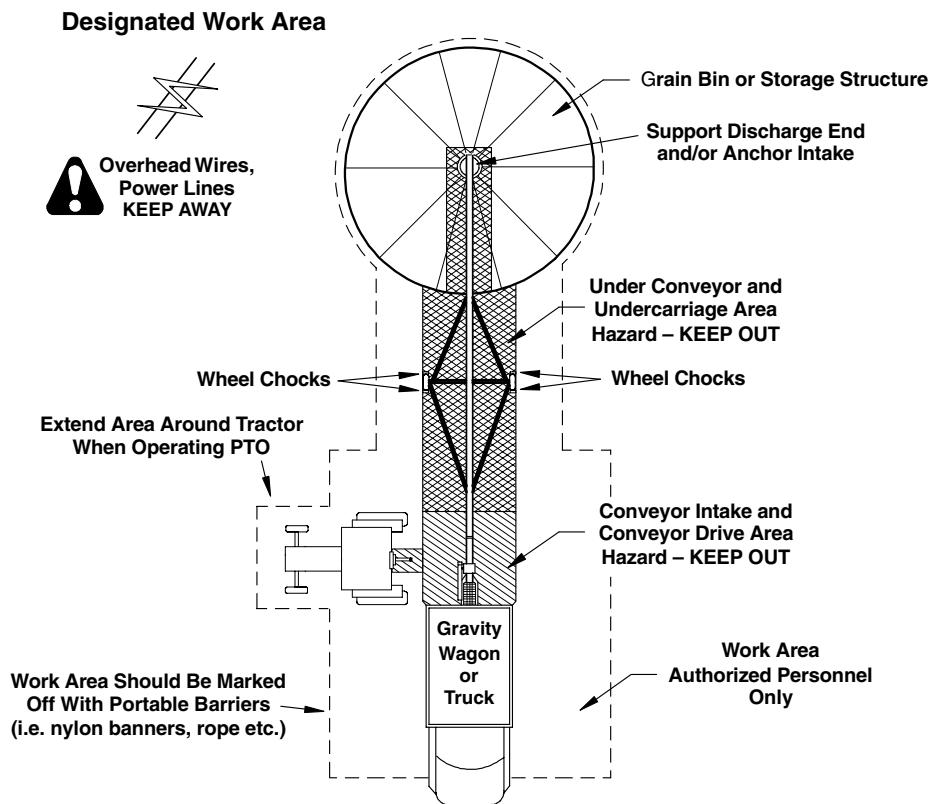 Designated Work Area
Overhead Wires,
Power Lines
KEEP AWAY
Grain Bin or Storage Structure
Support Discharge End
and/or Anchor Intake
Under Conveyor and
Undercarriage Area
Hazard – KEEP OUT
Wheel Chocks
Wheel Chocks
Extend Area Around Tractor
When Operating PTO
Conveyor Intake and
Conveyor Drive Area
Hazard – KEEP OUT
Gravity
Wagon
or
Truck
Work Area
Authorized Personnel
Only
Work Area Should Be Marked
Off With Portable Barriers
(i.e. nylon banners, rope etc.)